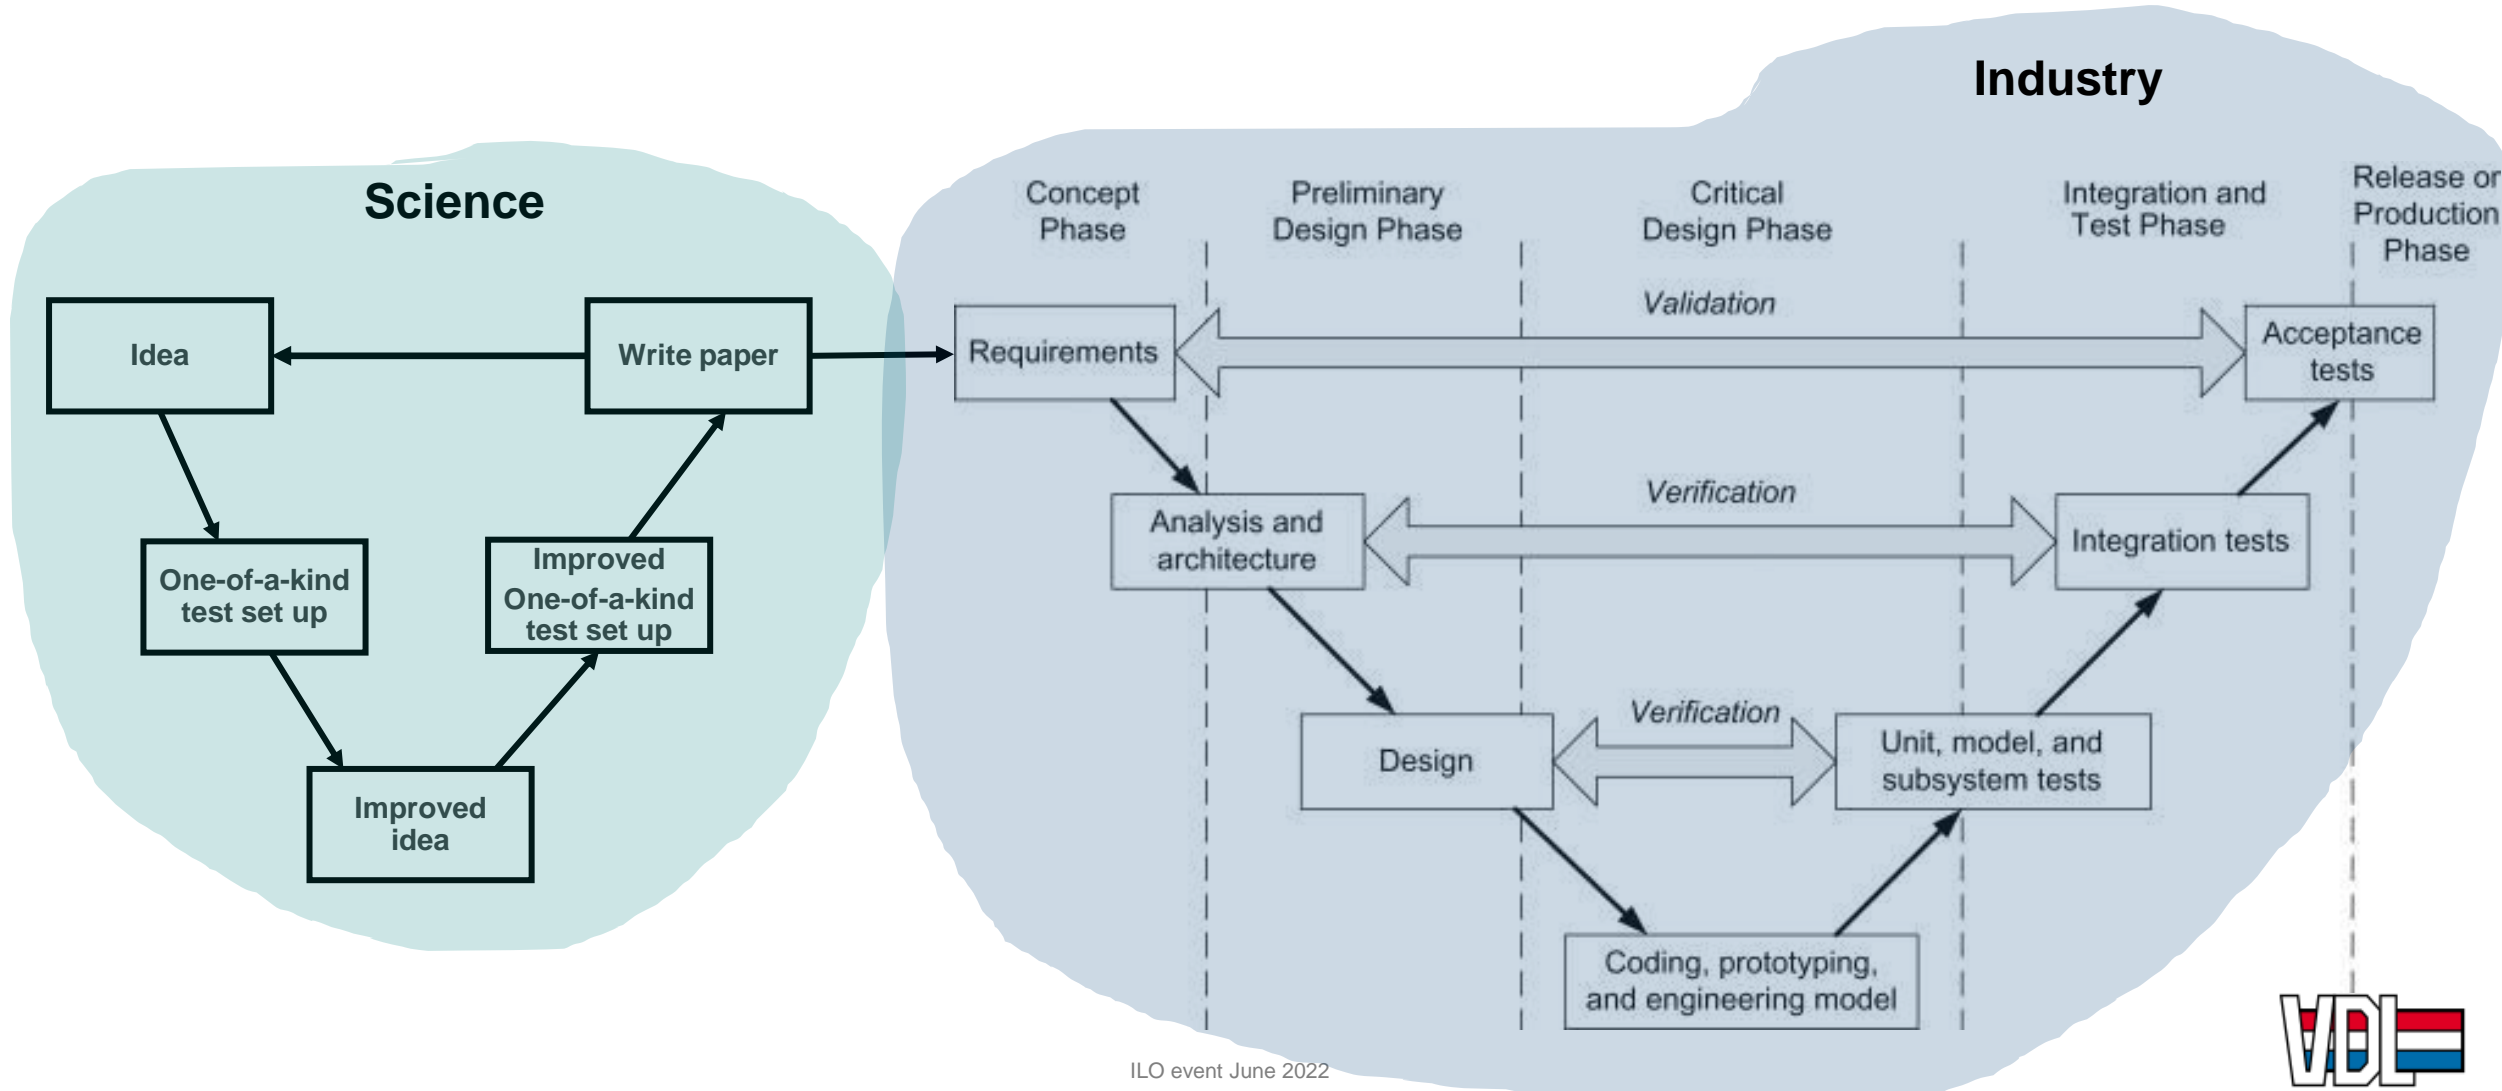 Industry
Science
Concept
Phase
Preliminary
Design Phase
Critical
Design Phase
Integration and
Test Phase
Release or
Production
Phase
Validation
Idea
Write paper
Requirements
Acceptance
tests
Verification
Analysis and
architecture
Integration tests
One-of-a-kind
test set up
Improved
One-of-a-kind
test set up
Verification
Design
Unit, model, and
subsystem tests
Improved
idea
Coding, prototyping,
and engineering model
ILO event June 2022
VDL